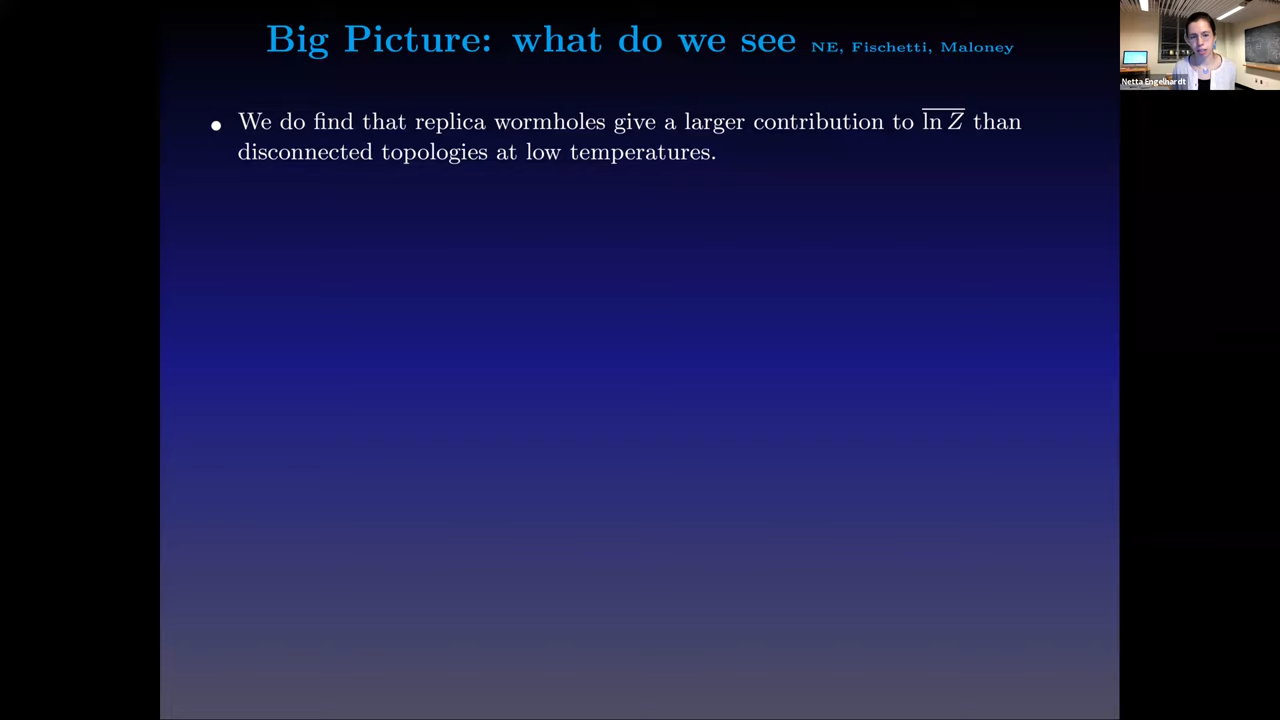 Big Picture: what do we see NE, Fischetti, Maloney
Netta Engelhardt
• We do find that replica wormholes give a larger contribution to $\overline{\ln Z}$ than
disconnected topologies at low temperatures.